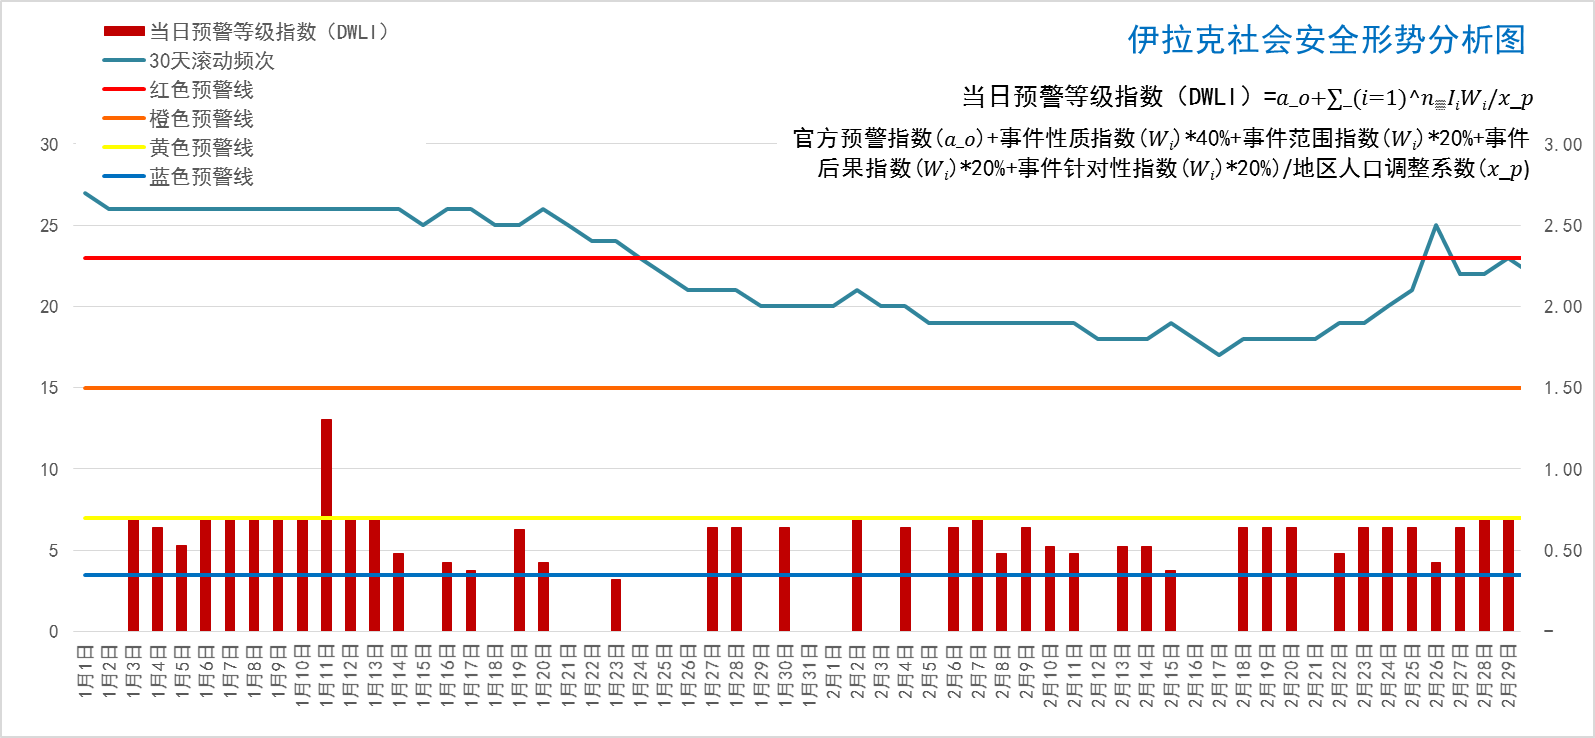 当日预警等级指数（DWLI）
30天滚动频次
红色预警线
橙色预警线
黄色预警线
蓝色预警线
伊拉克社会安全形势分析图
当日预警等级指数（DWLI）=a_o+∑_(i=1)^n▒IᵢWᵢ/x_p
官方预警指数(a_o)+事件性质指数(Wᵢ)*40%+事件范围指数(Wᵢ)*20%+事件
后果指数(Wᵢ)*20%+事件针对性指数(Wᵢ)*20%)/地区人口调整系数(x_p)
30
25
20
15
10
5
0
3.00
2.50
2.00
1.50
1.00
0.50
–
1月1日
1月2日
1月3日
1月4日
1月5日
1月6日
1月7日
1月8日
1月9日
1月10日
1月11日
1月12日
1月13日
1月14日
1月15日
1月16日
1月17日
1月18日
1月19日
1月20日
1月21日
1月22日
1月23日
1月24日
1月25日
1月26日
1月27日
1月28日
1月29日
1月30日
1月31日
2月1日
2月2日
2月3日
2月4日
2月5日
2月6日
2月7日
2月8日
2月9日
2月10日
2月11日
2月12日
2月13日
2月14日
2月15日
2月16日
2月17日
2月18日
2月19日
2月20日
2月21日
2月22日
2月23日
2月24日
2月25日
2月26日
2月27日
2月28日
2月29日